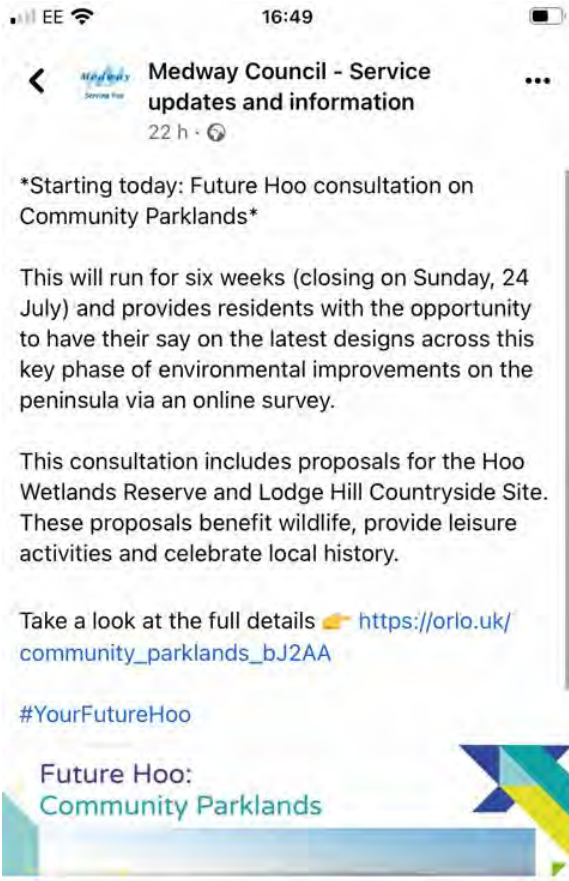 EE 16:49
Medway Council - Service
updates and information
Medway
Serving You
22 h ·
*Starting today: Future Hoo consultation on
Community Parklands*
This will run for six weeks (closing on Sunday, 24
July) and provides residents with the opportunity
to have their say on the latest designs across this
key phase of environmental improvements on the
peninsula via an online survey.
This consultation includes proposals for the Hoo
Wetlands Reserve and Lodge Hill Countryside Site.
These proposals benefit wildlife, provide leisure
activities and celebrate local history.
Take a look at the full details 👉 https://orlo.uk/
community_parklands_bJ2AA
#YourFutureHoo
Future Hoo:
Community Parklands